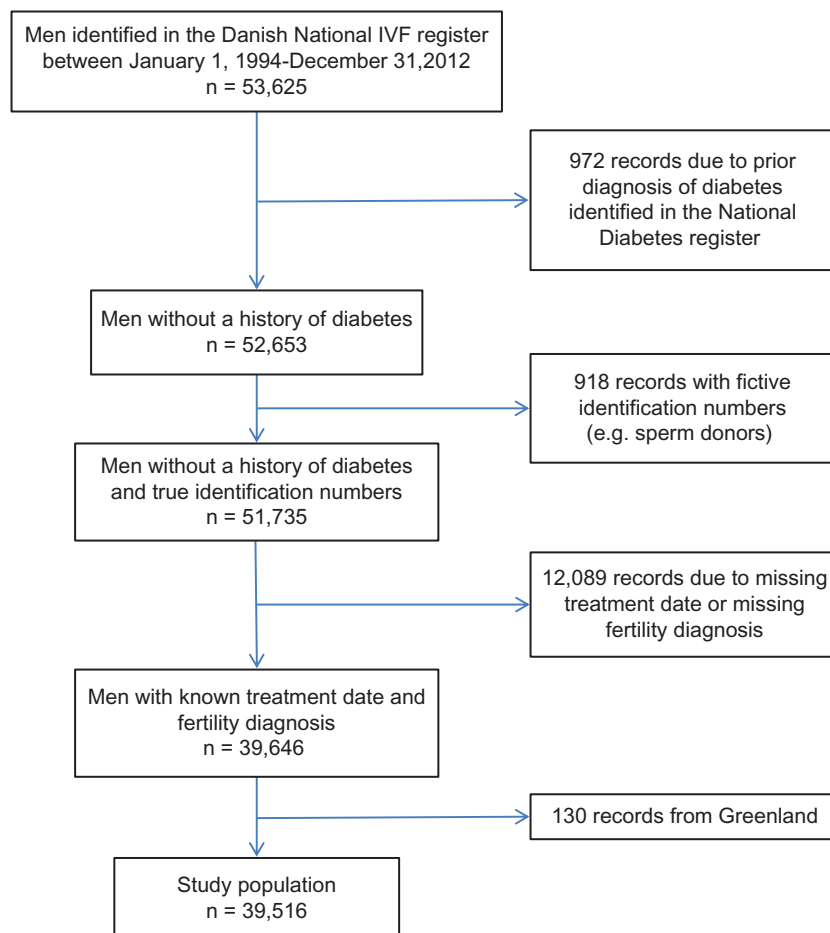 Men identified in the Danish National IVF register
between January 1, 1994-December 31,2012
n = 53,625
972 records due to prior
diagnosis of diabetes
identified in the National
Diabetes register
Men without a history of diabetes
n = 52,653
918 records with fictive
identification numbers
(e.g. sperm donors)
Men without a history of diabetes
and true identification numbers
n = 51,735
12,089 records due to missing
treatment date or missing
fertility diagnosis
Men with known treatment date and
fertility diagnosis
n = 39,646
130 records from Greenland
Study population
n = 39,516